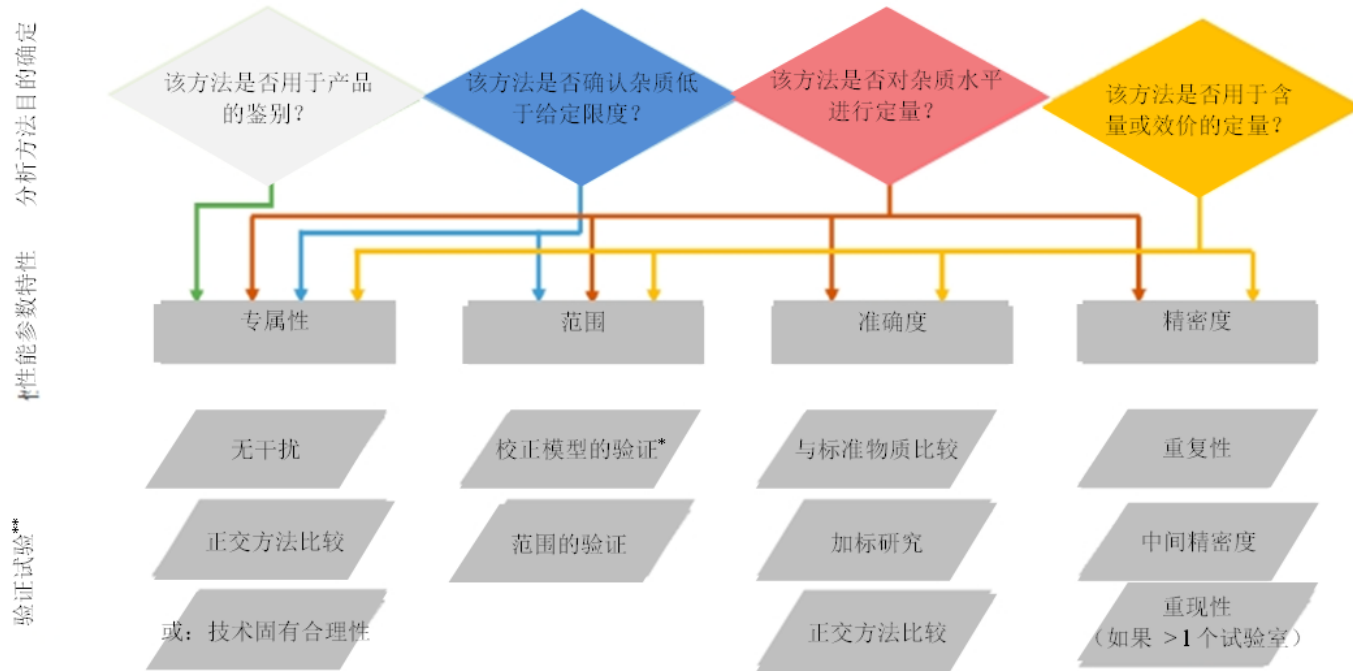 分析方法目的确定
该方法是否用于产品
的鉴别？
该方法是否确认杂质低
于给定限度？
该方法是否对杂质水平
进行定量？
该方法是否用于含
量或效价的定量？
性能参数特性
专属性
范围
准确度
精密度
验证试验**
无干扰
校正模型的验证*
与标准物质比较
重复性
正交方法比较
范围的验证
加标研究
中间精密度
或：技术固有合理性
正交方法比较
重现性
（如果 >1 个试验室）